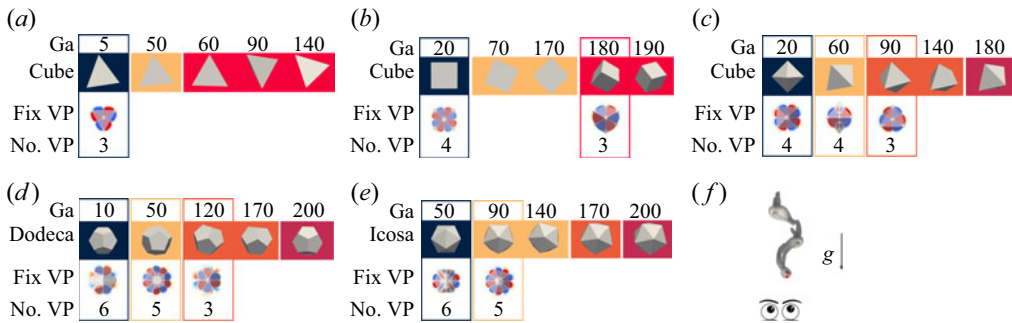 (a)
Ga 5 50 60 90 140
Cube
Fix VP
No. VP 3
(b)
Ga 20 70 170 180 190
Cube
Fix VP
No. VP 4 3
(c)
Ga 20 60 90 140 180
Cube
Fix VP
No. VP 4 4 3
(d)
Ga 10 50 120 170 200
Dodeca
Fix VP
No. VP 6 5 3
(e)
Ga 50 90 140 170 200
Icosa
Fix VP
No. VP 6 5
(f)
g